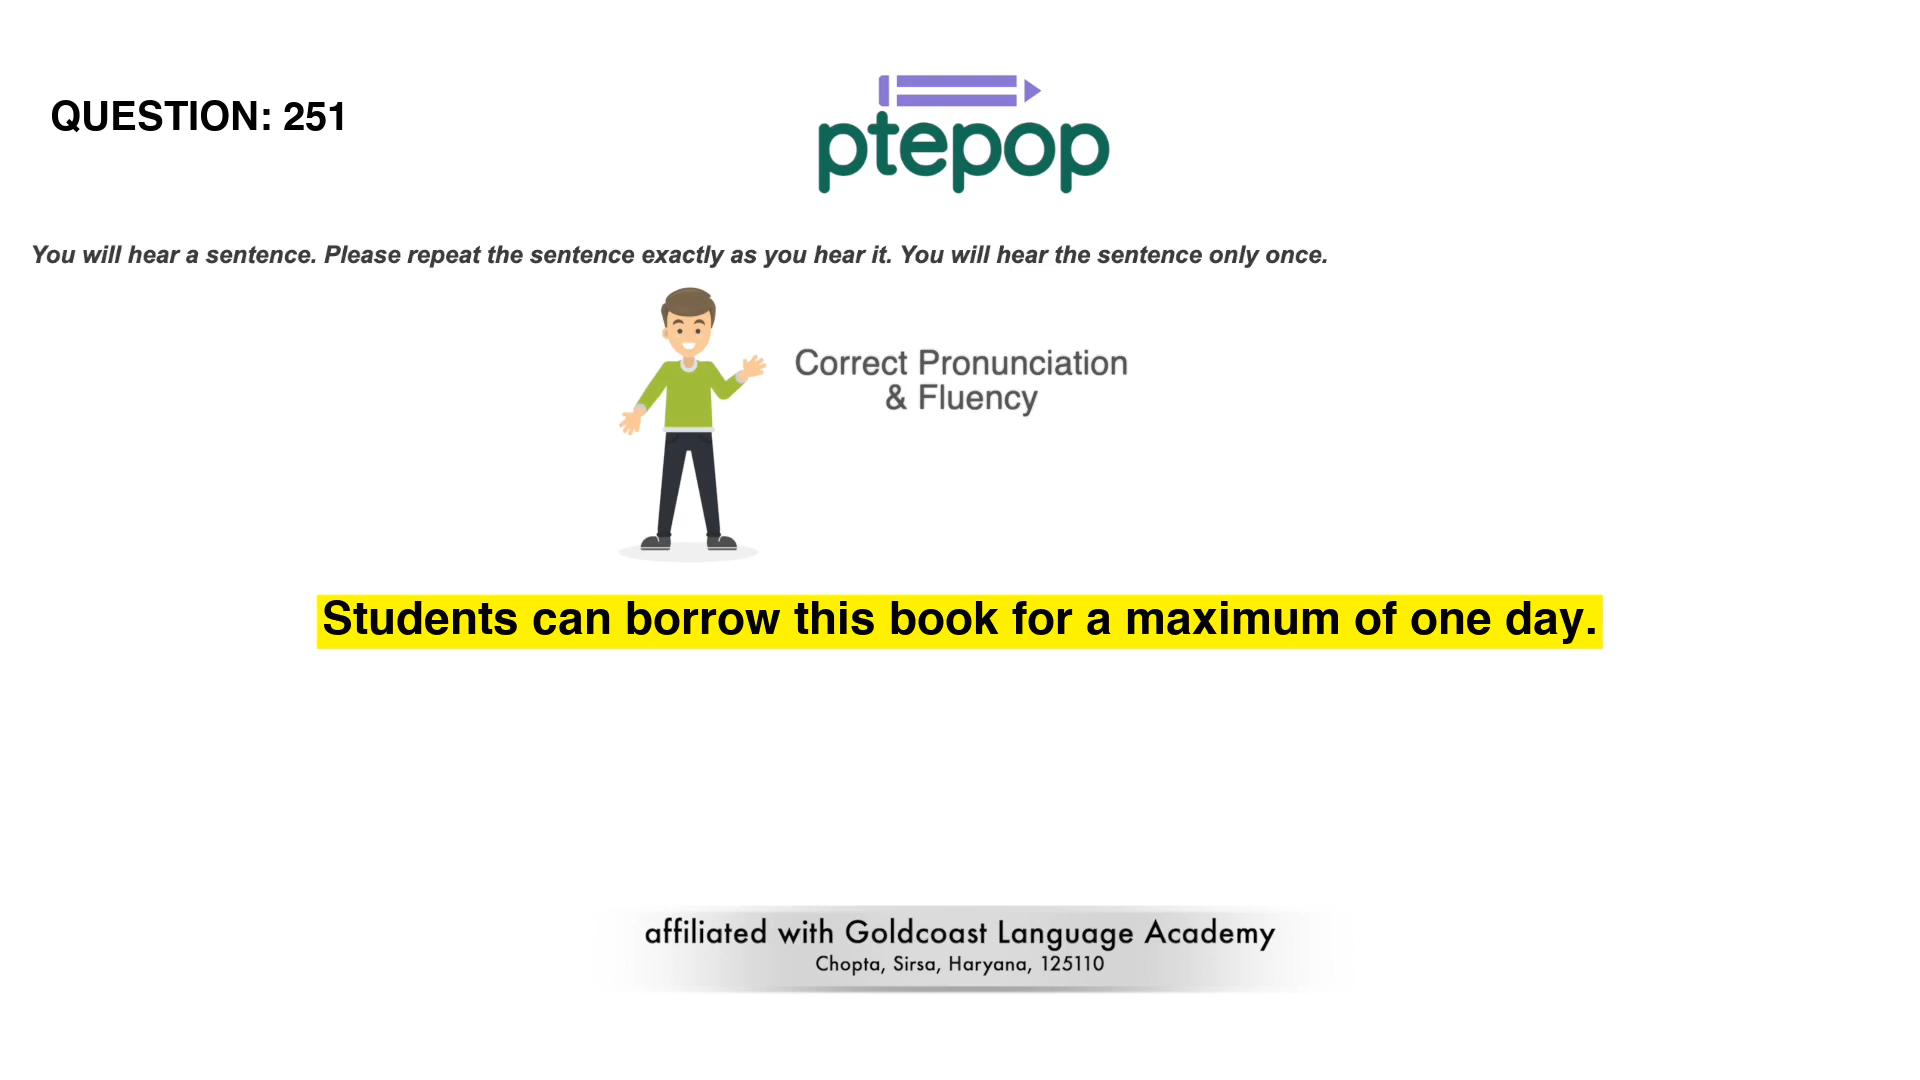 QUESTION: 251
ptepop
You will hear a sentence. Please repeat the sentence exactly as you hear it. You will hear the sentence only once.
Correct Pronunciation
& Fluency
Students can borrow this book for a maximum of one day.
affiliated with Goldcoast Language Academy
Chopta, Sirsa, Haryana, 125110